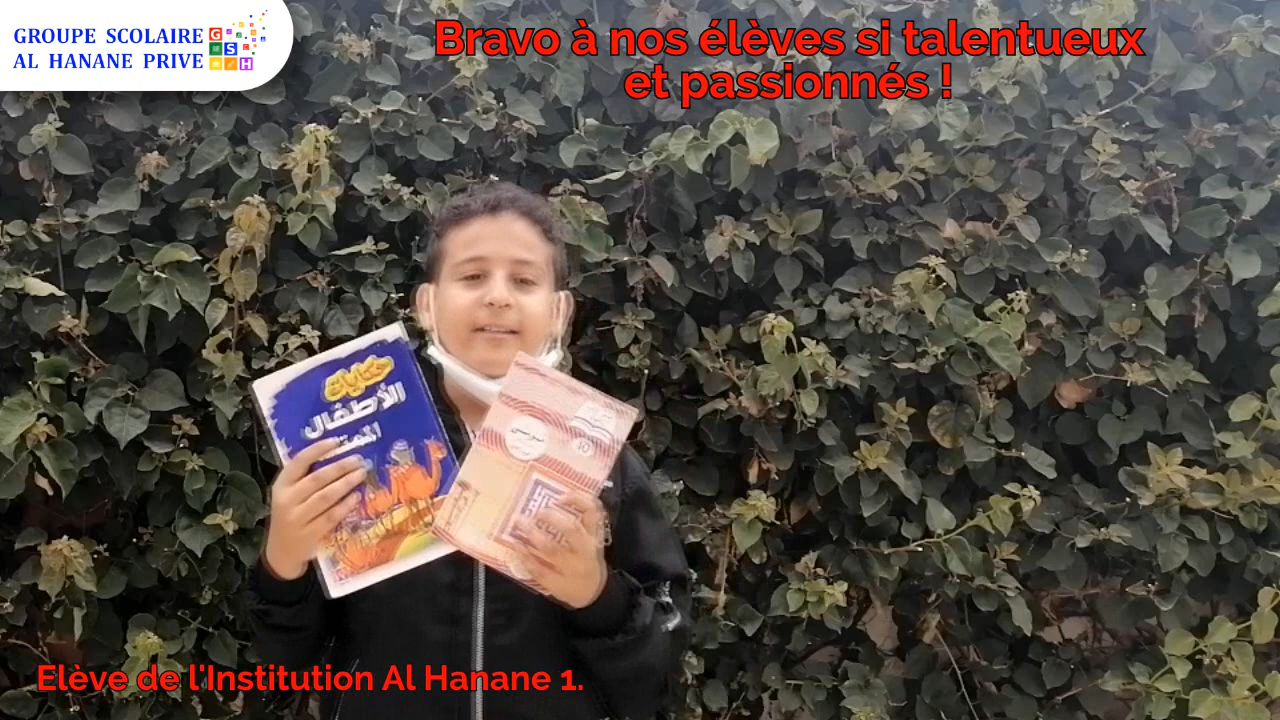 GROUPE SCOLAIRE
AL HANANE PRIVE
G
S
H
Bravo à nos élèves si talentueux
et passionnés !
حكايات
الأطفال
Elève de l'Institution Al Hanane 1.